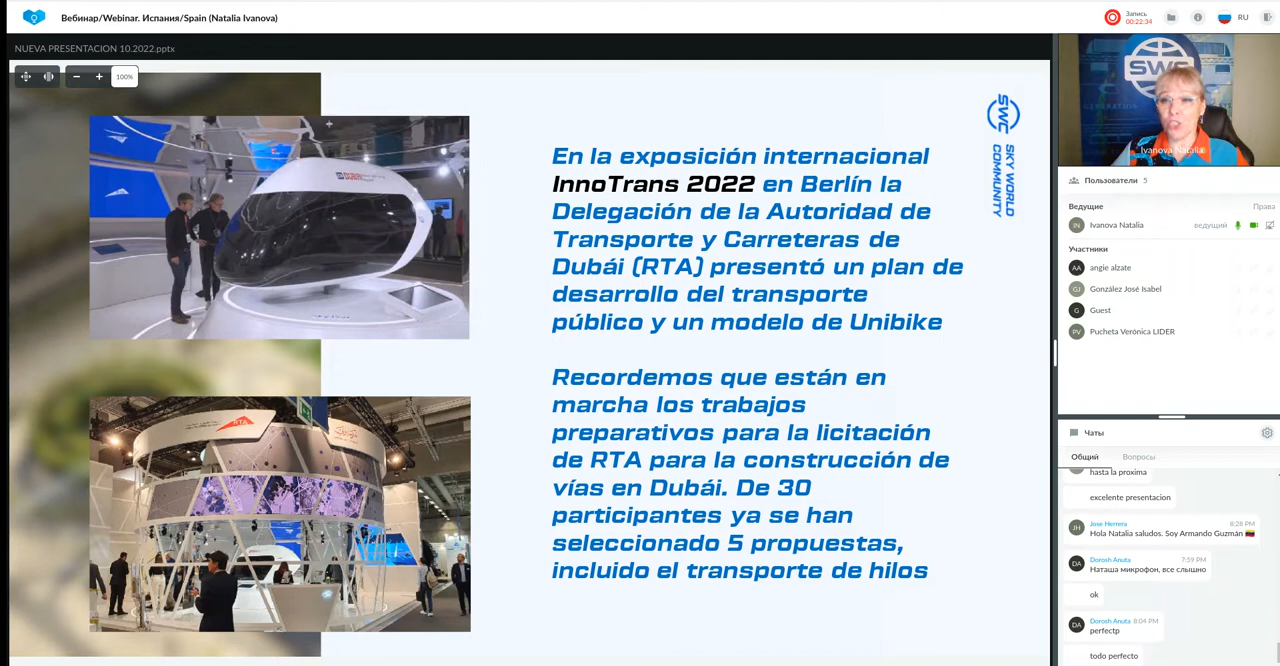 Вебинар/Webinar. Испания/Spain (Natalia Ivanova)
Запись
00:22:34
RU
NUEVA PRESENTACION 10.2022.pptx
100%
En la exposición internacional
InnoTrans 2022 en Berlín la
Delegación de la Autoridad de
Transporte y Carreteras de
Dubái (RTA) presentó un plan de
desarrollo del transporte
público y un modelo de Unibike
Recordemos que están en
marcha los trabajos
preparativos para la licitación
de RTA para la construcción de
vías en Dubái. De 30
participantes ya se han
seleccionado 5 propuestas,
incluido el transporte de hilos
SWC
SKY WORLD
COMMUNITY
RTA
SWC
Ivanova Natalia
Пользователи 5
Ведущие Права
IN Ivanova Natalia ведущий
Участники
AA angie alzate
GJ González José Isabel
G Guest
PV Pucheta Verónica LIDER
Чаты
Общий Вопросы
hasta la proxima
excelente presentacion
JH Jose Herrera 8:28 PM
Hola Natalia saludos. Soy Armando Guzmán 🇻🇪
DA Dorosh Anuta 7:59 PM
Наташа микрофон, все слышно
ok
DA Dorosh Anuta 8:04 PM
perfectp
todo perfecto